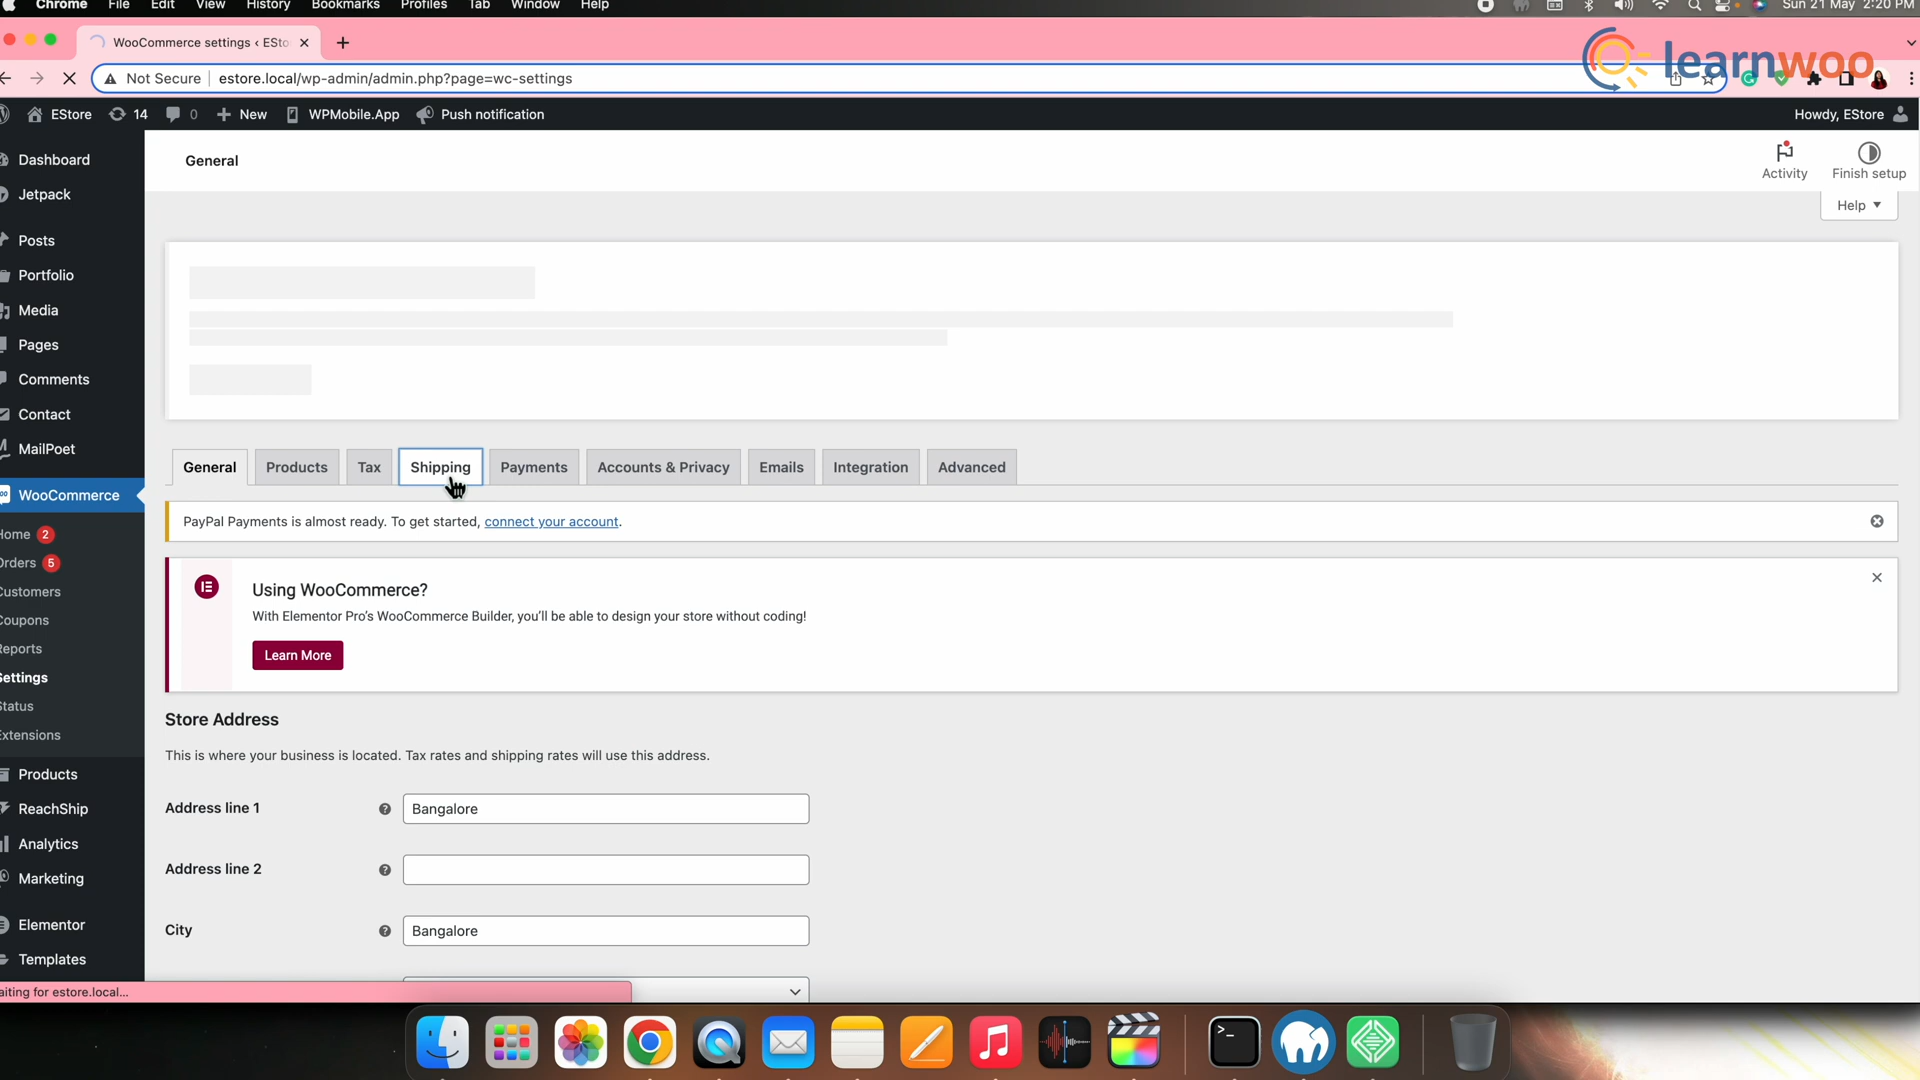 Chrome File Edit View History Bookmarks Profiles Tab Window Help
Sun 21 May 2:20 PM
WooCommerce settings ‹ ESto
learnwoo
Not Secure estore.local/wp-admin/admin.php?page=wc-settings
EStore 14 0 New WPMobile.App Push notification
Howdy, EStore
Dashboard
Jetpack
Posts
Portfolio
Media
Pages
Comments
Contact
MailPoet
WooCommerce
Home 2
Orders 5
Customers
Coupons
Reports
Settings
Status
Extensions
Products
ReachShip
Analytics
Marketing
Elementor
Templates
General
Activity
Finish setup
Help
General Products Tax Shipping Payments Accounts & Privacy Emails Integration Advanced
PayPal Payments is almost ready. To get started, connect your account.
Using WooCommerce?
With Elementor Pro's WooCommerce Builder, you'll be able to design your store without coding!
Learn More
Store Address
This is where your business is located. Tax rates and shipping rates will use this address.
Address line 1 Bangalore
Address line 2
City Bangalore
aiting for estore.local...